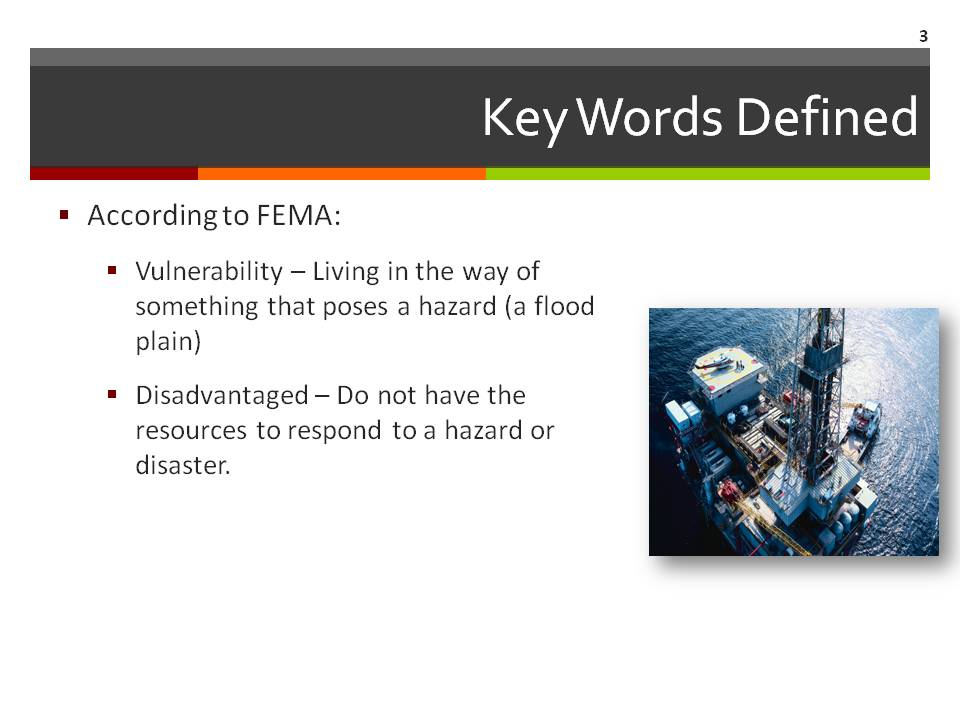 3
Key Words Defined
▪ According to FEMA:
▪ Vulnerability – Living in the way of
something that poses a hazard (a flood
plain)
▪ Disadvantaged – Do not have the
resources to respond to a hazard or
disaster.